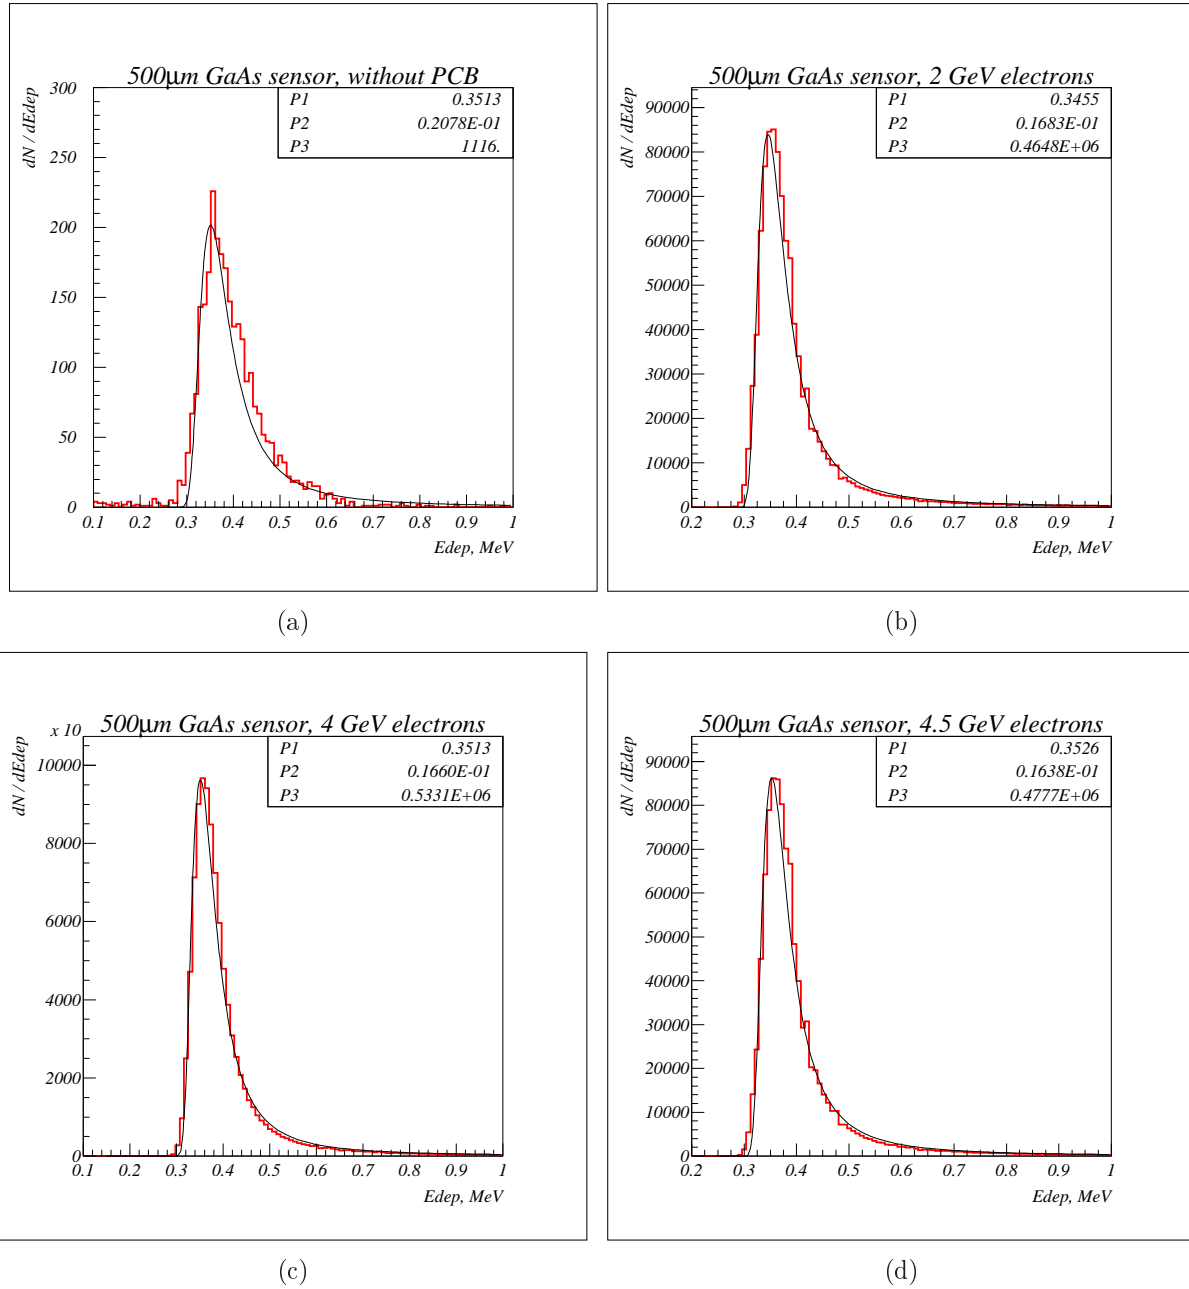 500μm GaAs sensor, without PCB
dN / dEdep
P1 0.3513
P2 0.2078E-01
P3 1116.
300
250
200
150
100
50
0
0.1 0.2 0.3 0.4 0.5 0.6 0.7 0.8 0.9 1
Edep, MeV
(a)
500μm GaAs sensor, 2 GeV electrons
dN / dEdep
P1 0.3455
P2 0.1683E-01
P3 0.4648E+06
90000
80000
70000
60000
50000
40000
30000
20000
10000
0
0.2 0.3 0.4 0.5 0.6 0.7 0.8 0.9 1
Edep, MeV
(b)
500μm GaAs sensor, 4 GeV electrons
x 10
dN / dEdep
P1 0.3513
P2 0.1660E-01
P3 0.5331E+06
10000
8000
6000
4000
2000
0
0.1 0.2 0.3 0.4 0.5 0.6 0.7 0.8 0.9 1
Edep, MeV
(c)
500μm GaAs sensor, 4.5 GeV electrons
dN / dEdep
P1 0.3526
P2 0.1638E-01
P3 0.4777E+06
90000
80000
70000
60000
50000
40000
30000
20000
10000
0
0.2 0.3 0.4 0.5 0.6 0.7 0.8 0.9 1
Edep, MeV
(d)